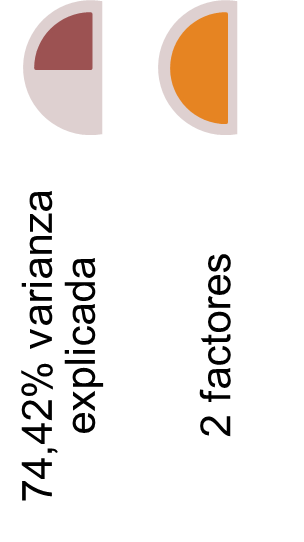 74,42% varianza
explicada
2 factores